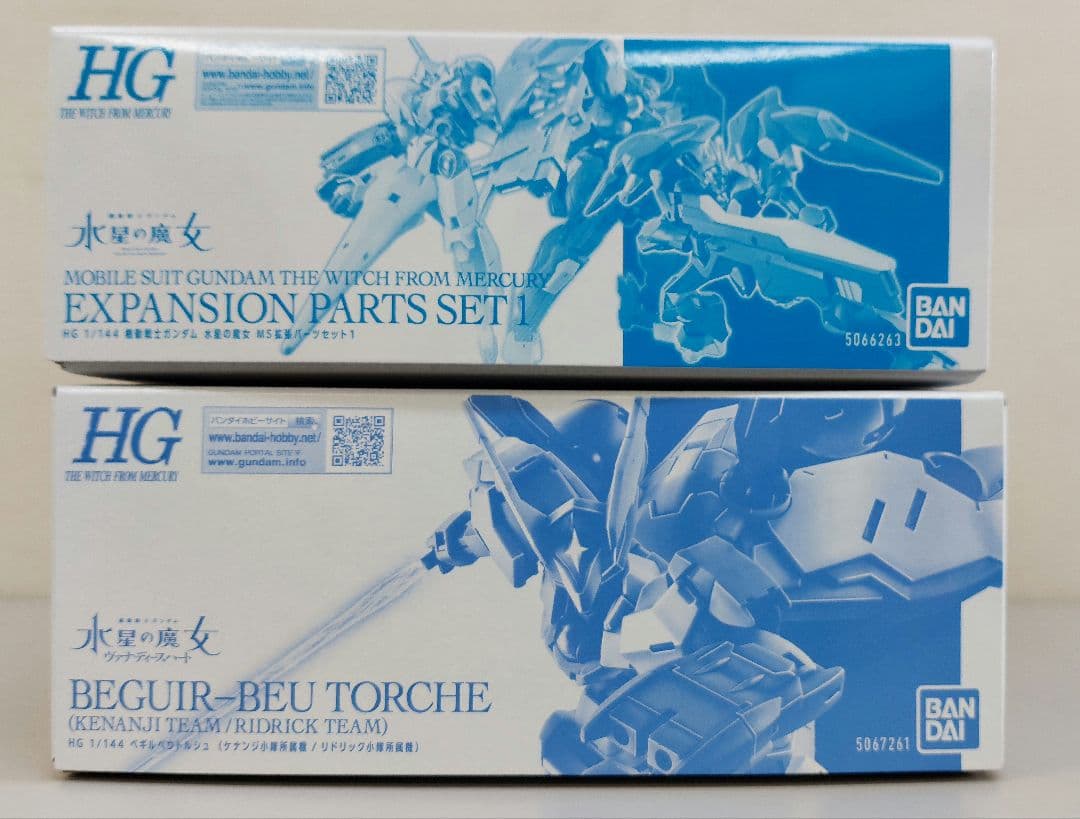 HG
THE WITCH FROM MERCURY
www.bandai-hobby.net/
www.gundam.info
水星の魔女
MOBILE SUIT GUNDAM THE WITCH FROM MERCURY
EXPANSION PARTS SET 1
HG 1/144 機動戦士ガンダム 水星の魔女 MS拡張パーツセット1
5066263
BAN
DAI
HG
THE WITCH FROM MERCURY
バンダイホビーサイト 検索
www.bandai-hobby.net/
GUNDAM PORTAL SITE
www.gundam.info
水星の魔女
ヴァナディースハート
BEGUIR-BEU TORCHE
(KENANJI TEAM/RIDRICK TEAM)
HG 1/144 ベギルベウトルシュ (ケナンジ小隊所属機 / リドリック小隊所属機)
5067261
BAN
DAI